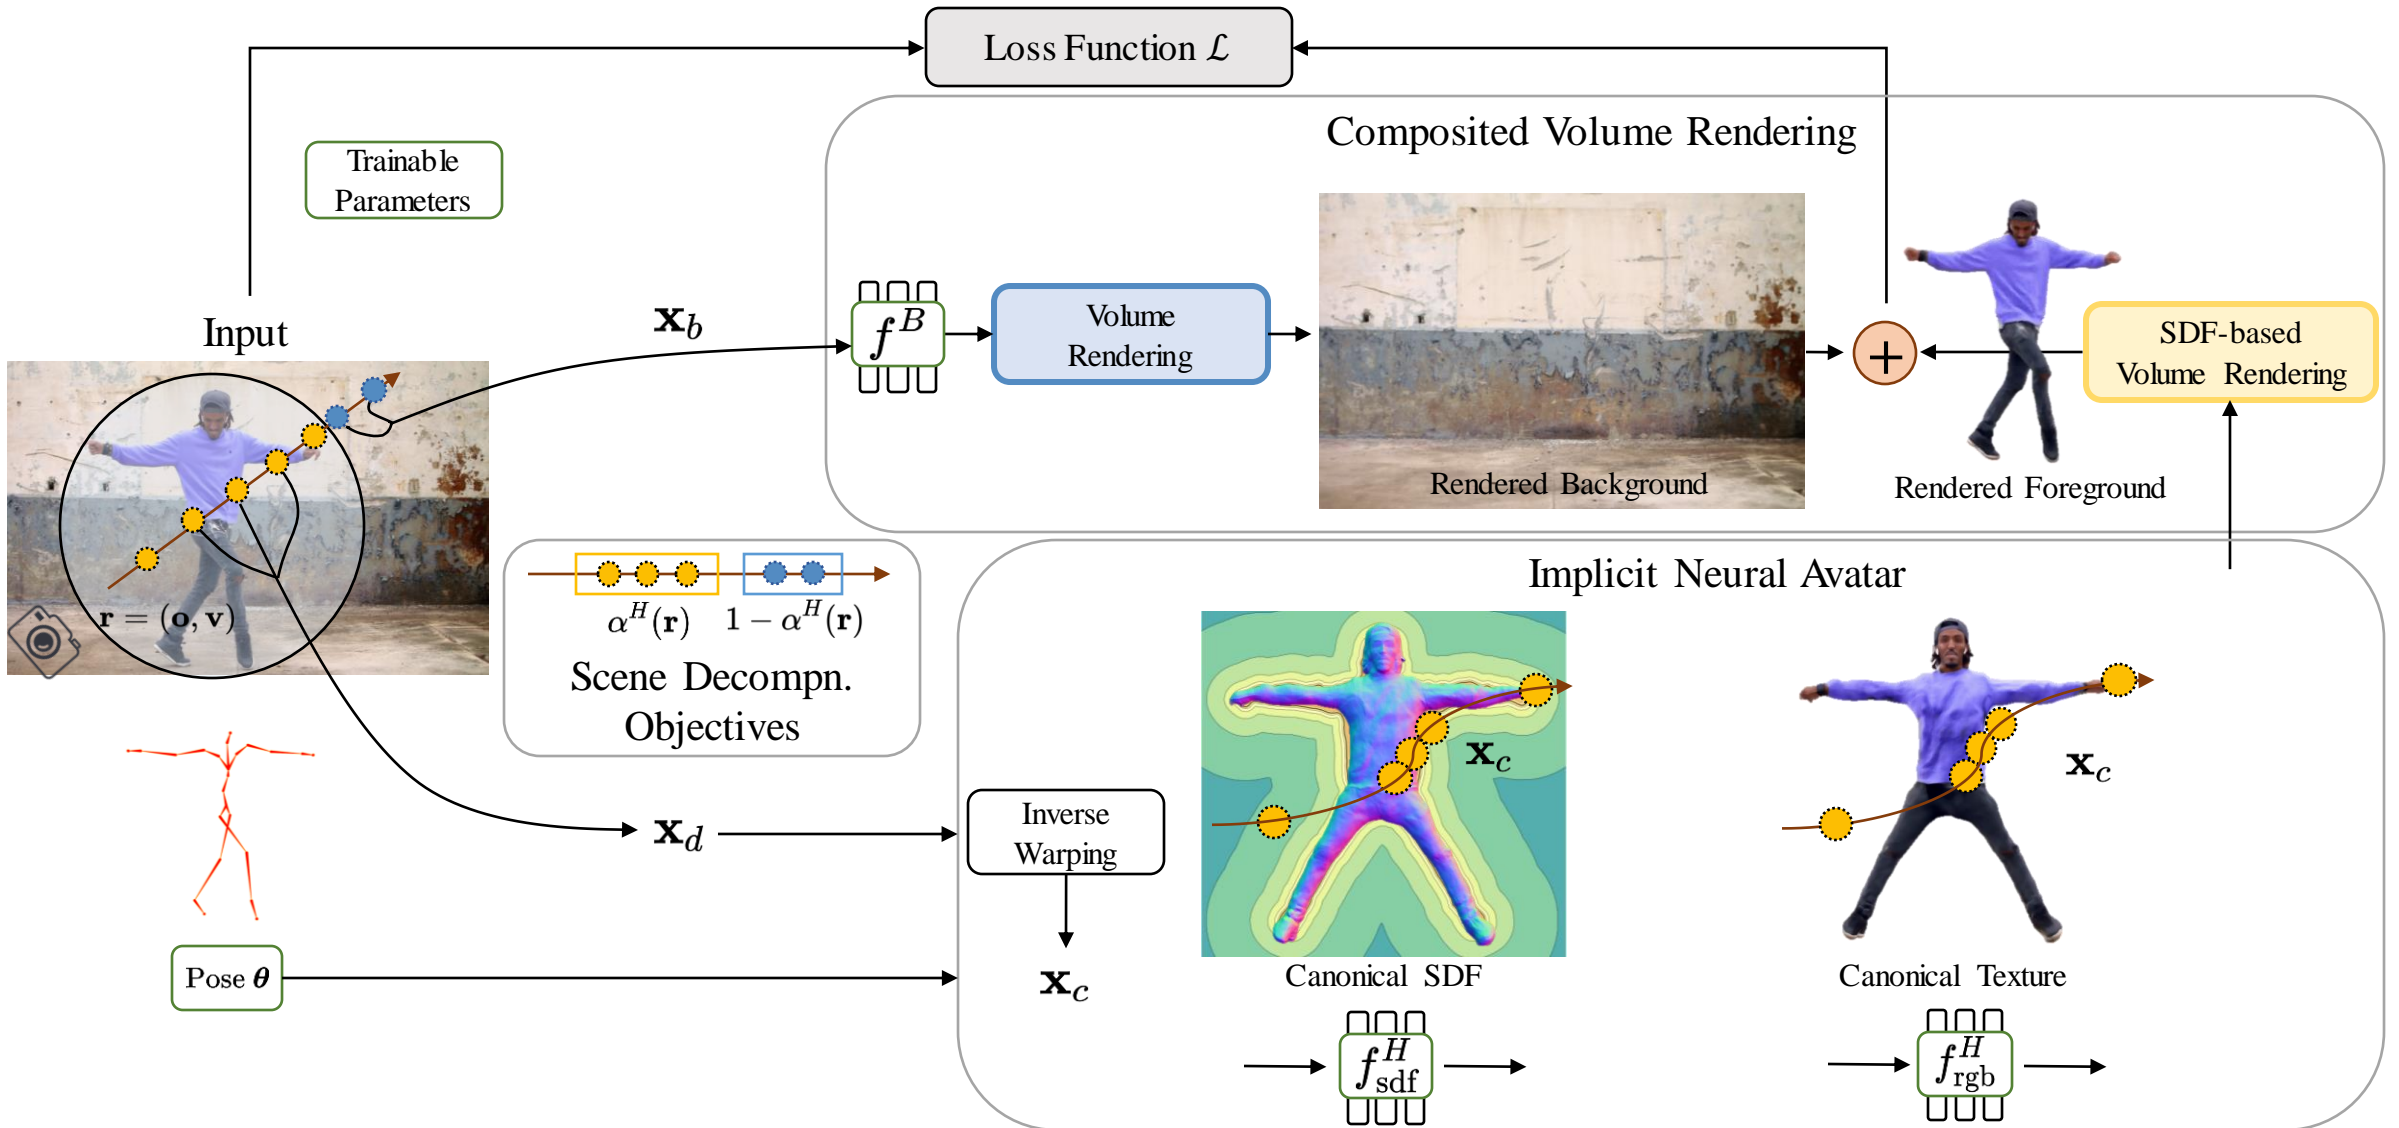 Loss Function ℒ
Composited Volume Rendering
Trainable
Parameters
Input
𝐱_b
f^B
Volume
Rendering
+
SDF-based
Volume Rendering
Rendered Background
Rendered Foreground
𝐫 = (𝐨, 𝐯)
α^H(𝐫) 1 − α^H(𝐫)
Scene Decompn.
Objectives
Implicit Neural Avatar
𝐱_c
𝐱_c
𝐱_d
Inverse
Warping
𝐱_c
Pose 𝜽
Canonical SDF
Canonical Texture
f^H_sdf
f^H_rgb